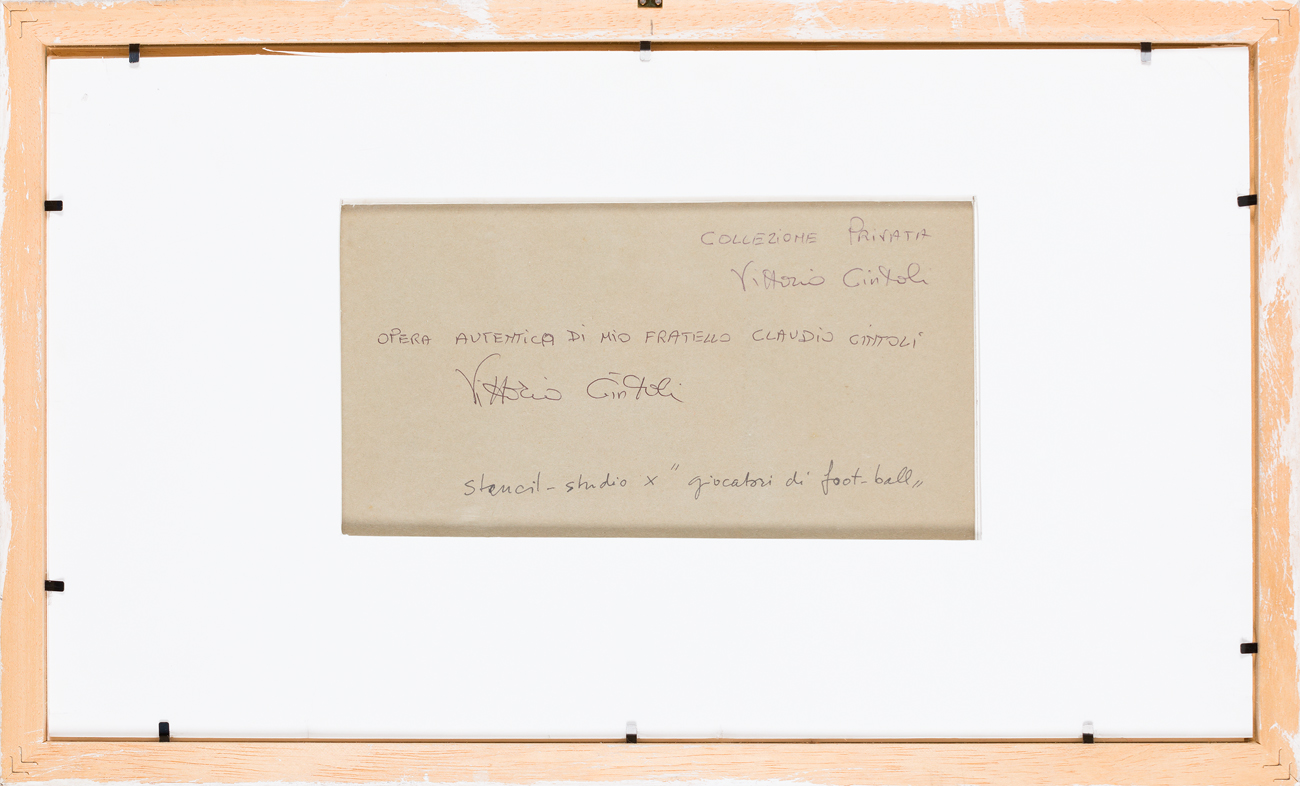 COLLEZIONE PRIVATA
Vittorio Cintoli
OPERA AUTENTICA DI MIO FRATELLO CLAUDIO CINTOLI
Vittorio Cintoli
stencil - studio x " giocatori di foot-ball "